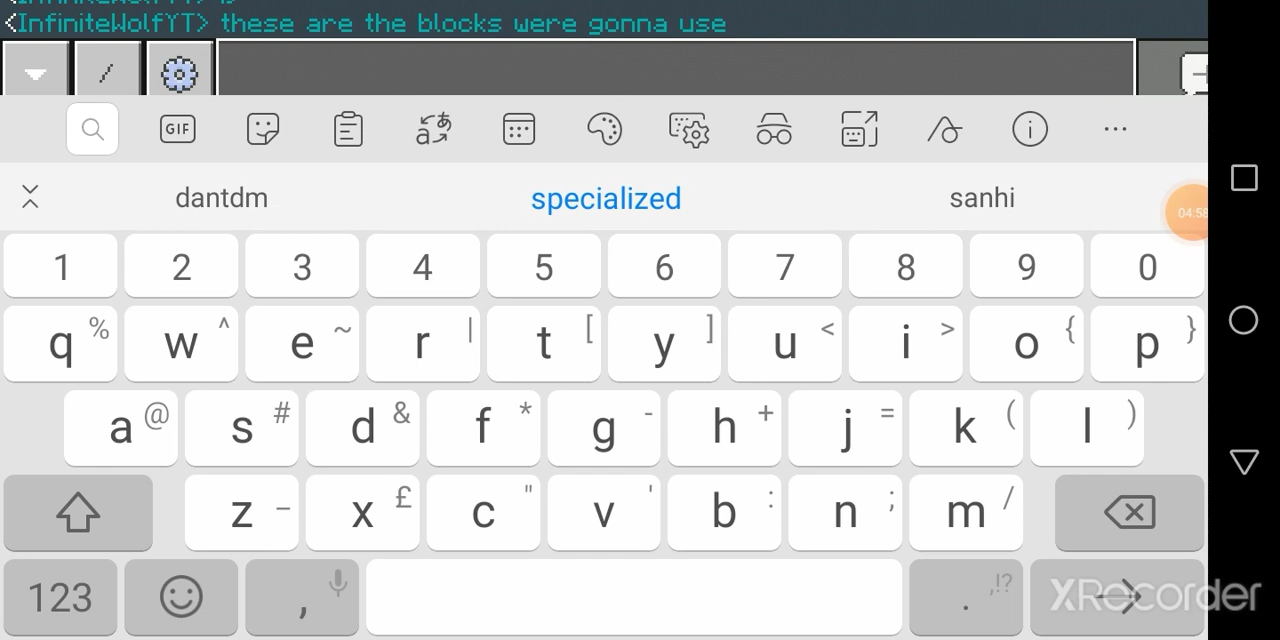 <InfiniteWolfYT> these are the blocks were gonna use
/
GIF
dantdm specialized sanhi
04:58
1 2 3 4 5 6 7 8 9 0
q % w ^ e ~ r | t [ y ] u < i > o { p }
a @ s # d & f * g - h + j = k ( l )
z _ x £ c " v ' b : n ; m /
123 , . ,!?
XRecorder